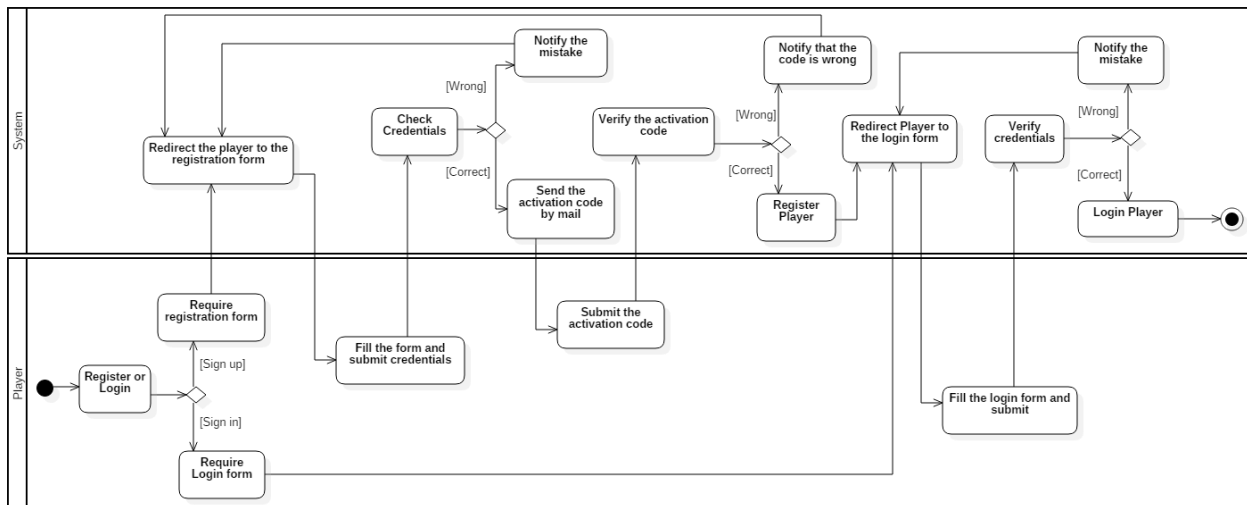 System
Notify the
mistake
Notify that the
code is wrong
Notify the
mistake
[Wrong]
Check
Credentials
Verify the activation
code
[Wrong]
Redirect Player to
the login form
Verify
credentials
[Wrong]
Redirect the player to the
registration form
[Correct]
[Correct]
[Correct]
Send the
activation code
by mail
Register
Player
Login Player
Player
Require
registration form
Submit the
activation code
Fill the form and
submit credentials
[Sign up]
Register or
Login
Fill the login form and
submit
[Sign in]
Require
Login form